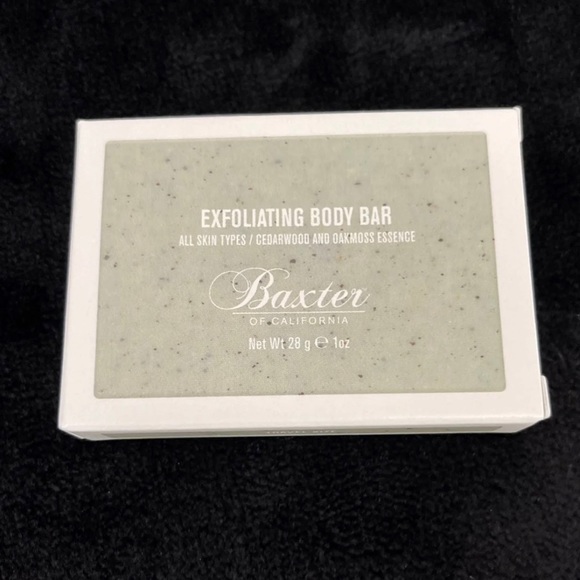 EXFOLIATING BODY BAR
ALL SKIN TYPES / CEDARWOOD AND OAKMOSS ESSENCE
Baxter
OF CALIFORNIA
Net Wt 28 g ℮ 1oz